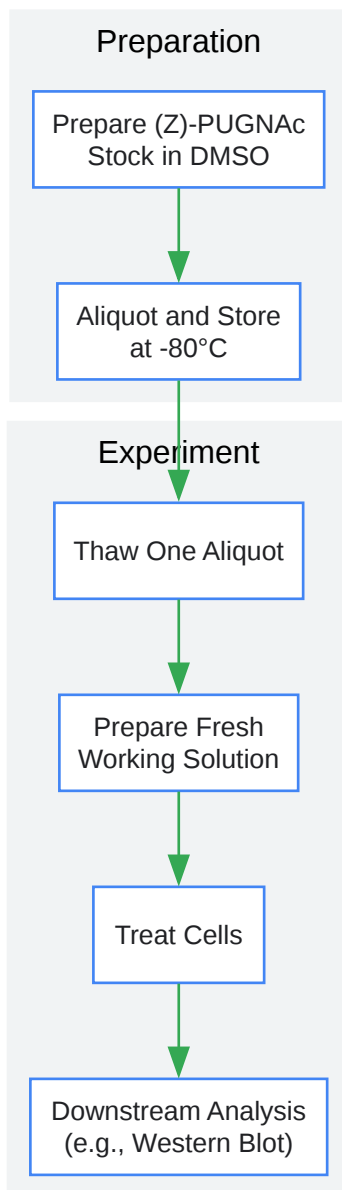 Preparation
Prepare (Z)-PUGNAc
Stock in DMSO
Aliquot and Store
at -80°C
Experiment
Thaw One Aliquot
Prepare Fresh
Working Solution
Treat Cells
Downstream Analysis
(e.g., Western Blot)